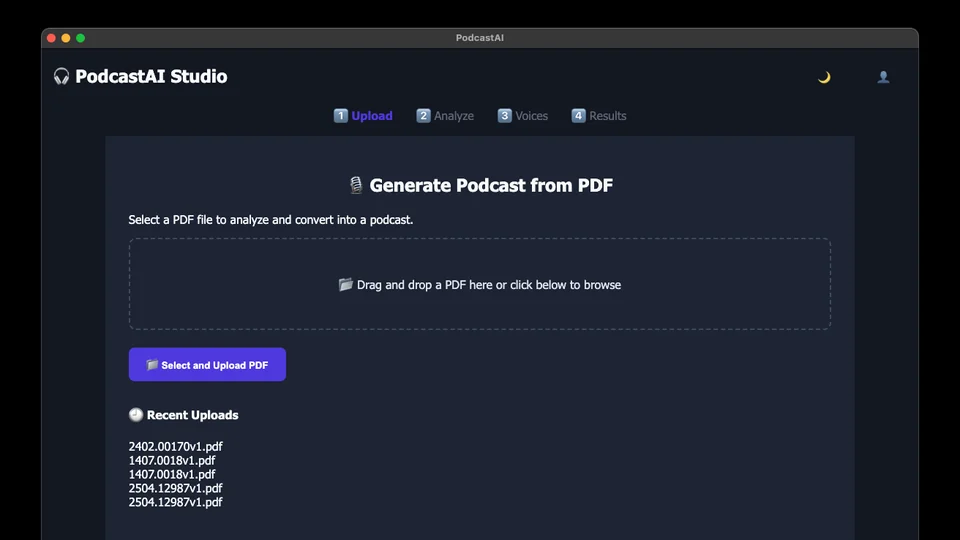 PodcastAI
🎧 PodcastAI Studio
1 Upload 2 Analyze 3 Voices 4 Results
Generate Podcast from PDF
Select a PDF file to analyze and convert into a podcast.
Drag and drop a PDF here or click below to browse
Select and Upload PDF
Recent Uploads
2402.00170v1.pdf
1407.0018v1.pdf
1407.0018v1.pdf
2504.12987v1.pdf
2504.12987v1.pdf